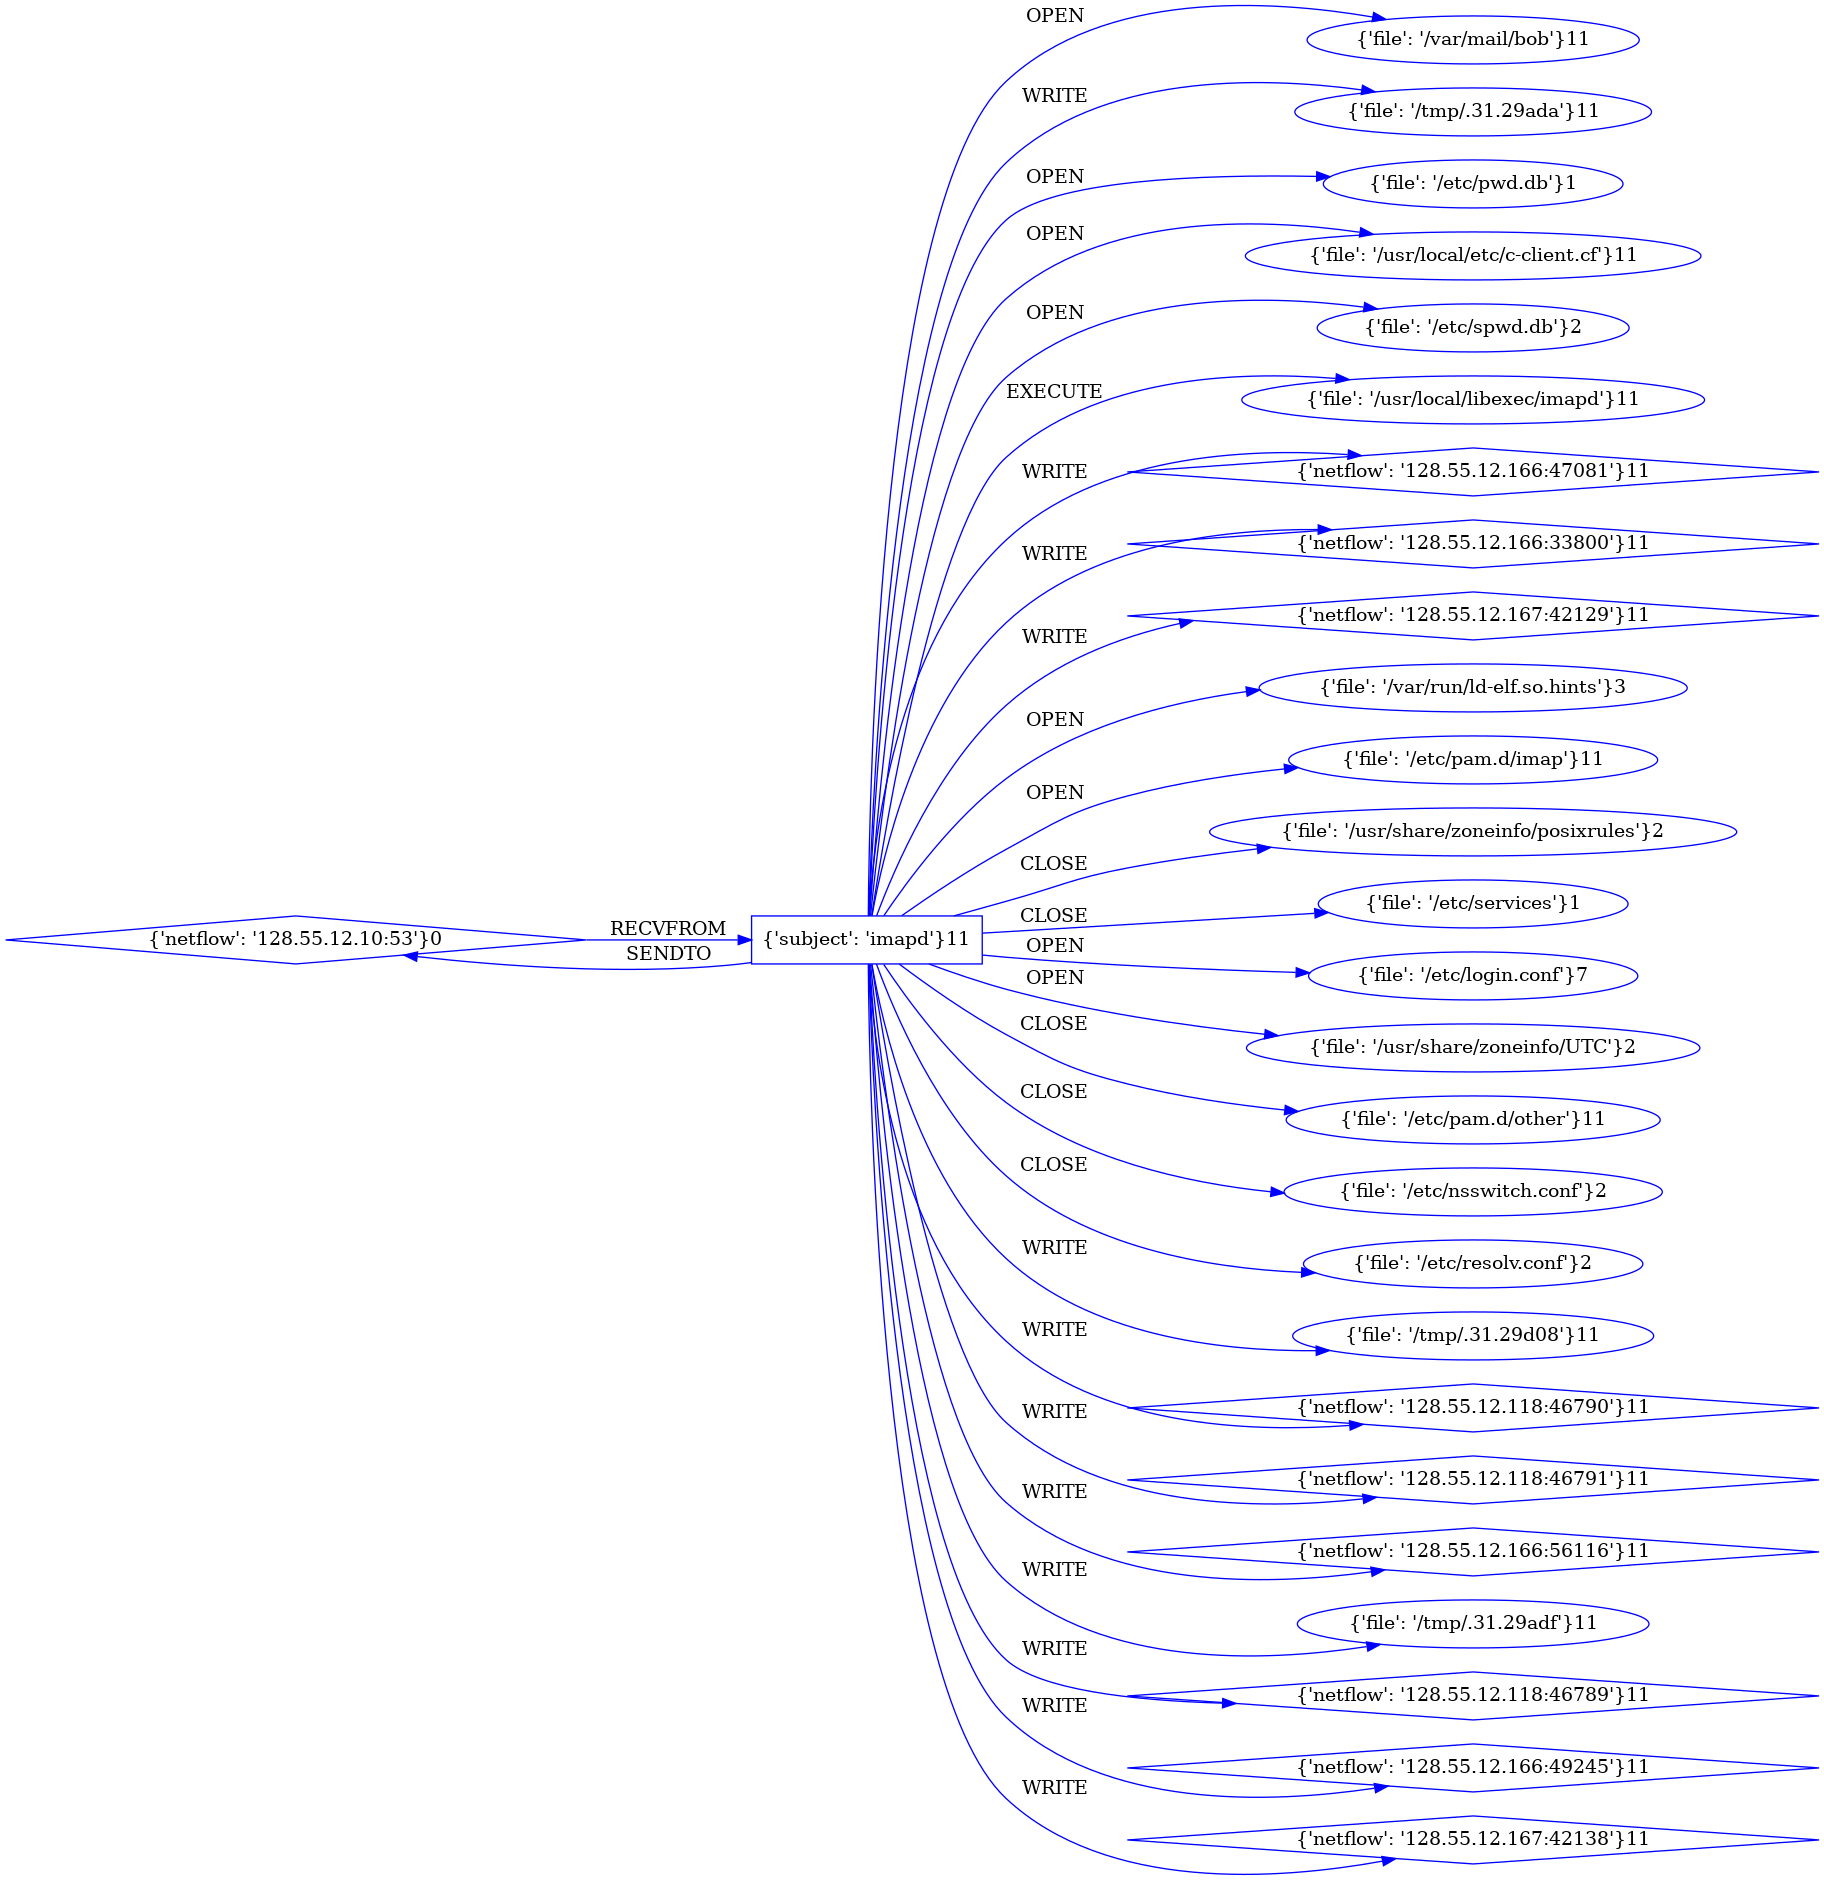 OPEN
{'file': '/var/mail/bob'}11
WRITE
{'file': '/tmp/.31.29ada'}11
OPEN
{'file': '/etc/pwd.db'}1
OPEN
{'file': '/usr/local/etc/c-client.cf'}11
OPEN
{'file': '/etc/spwd.db'}2
EXECUTE
{'file': '/usr/local/libexec/imapd'}11
WRITE
{'netflow': '128.55.12.166:47081'}11
WRITE
{'netflow': '128.55.12.166:33800'}11
WRITE
{'netflow': '128.55.12.167:42129'}11
OPEN
{'file': '/var/run/ld-elf.so.hints'}3
OPEN
{'file': '/etc/pam.d/imap'}11
CLOSE
{'file': '/usr/share/zoneinfo/posixrules'}2
CLOSE
{'file': '/etc/services'}1
{'netflow': '128.55.12.10:53'}0
RECVFROM
SENDTO
{'subject': 'imapd'}11
OPEN
{'file': '/etc/login.conf'}7
OPEN
{'file': '/usr/share/zoneinfo/UTC'}2
CLOSE
{'file': '/etc/pam.d/other'}11
CLOSE
{'file': '/etc/nsswitch.conf'}2
CLOSE
{'file': '/etc/resolv.conf'}2
WRITE
{'file': '/tmp/.31.29d08'}11
WRITE
{'netflow': '128.55.12.118:46790'}11
WRITE
{'netflow': '128.55.12.118:46791'}11
WRITE
{'netflow': '128.55.12.166:56116'}11
WRITE
{'file': '/tmp/.31.29adf'}11
WRITE
{'netflow': '128.55.12.118:46789'}11
WRITE
{'netflow': '128.55.12.166:49245'}11
WRITE
{'netflow': '128.55.12.167:42138'}11